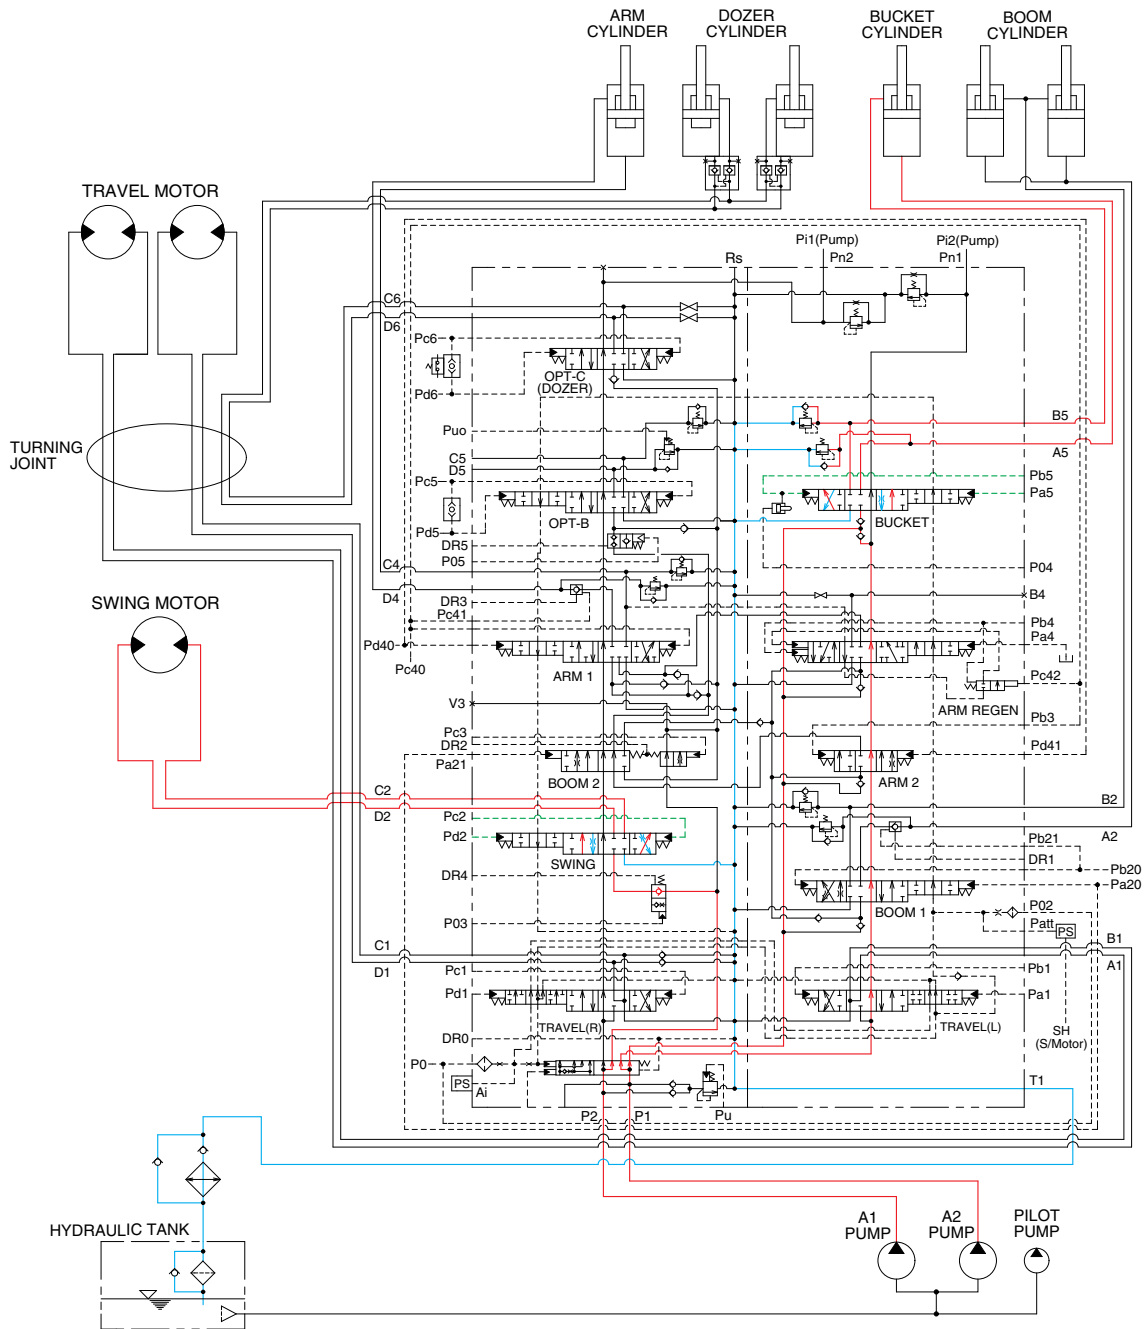 ARM
CYLINDER
DOZER
CYLINDER
BUCKET
CYLINDER
BOOM
CYLINDER
TRAVEL MOTOR
Pi1(Pump)
Pn2
Pi2(Pump)
Pn1
Rs
C6
D6
Pc6
Pd6
OPT-C
(DOZER)
TURNING
JOINT
Puo
C5
D5
Pc5
Pd5
OPT-B
B5
A5
Pb5
Pa5
BUCKET
DR5
P05
P04
C4
D4
DR3
Pc41
B4
SWING MOTOR
Pd40
Pc40
ARM 1
Pb4
Pa4
Pc42
ARM REGEN
V3
Pc3
DR2
Pa21
BOOM 2
Pb3
Pd41
ARM 2
C2
D2
Pc2
Pd2
SWING
B2
A2
Pb21
DR1
Pb20
Pa20
DR4
P03
BOOM 1
P02
Patt
PS
C1
D1
Pc1
Pd1
TRAVEL(R)
B1
A1
Pb1
Pa1
TRAVEL(L)
SH
(S/Motor)
DR0
P0
PS
Ai
P2
P1
Pu
T1
HYDRAULIC TANK
A1
PUMP
A2
PUMP
PILOT
PUMP